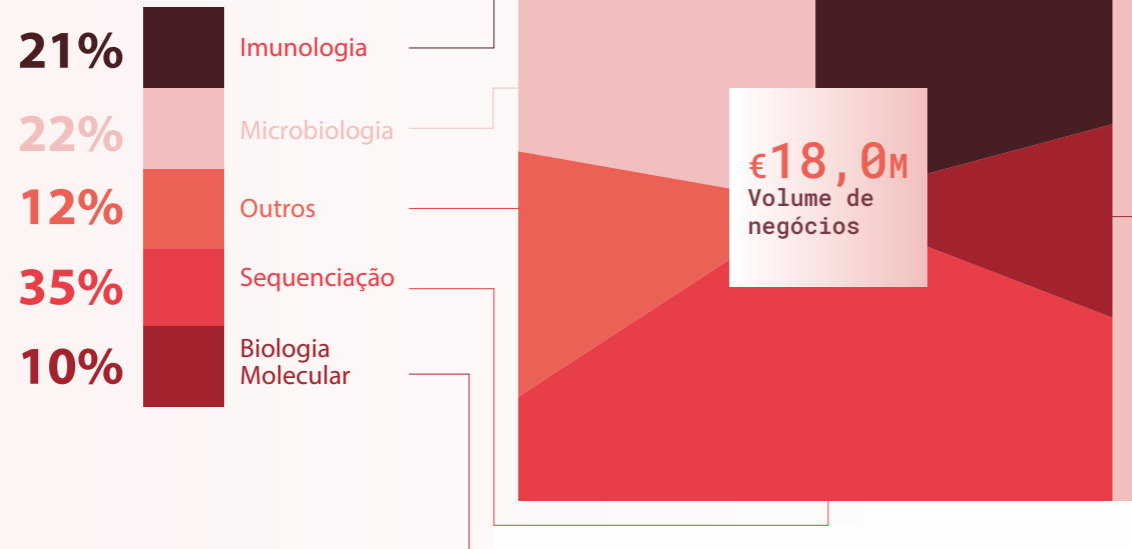 21% Imunologia
22% Microbiologia
12% Outros
35% Sequenciação
10% Biologia
Molecular
€18,0M
Volume de
negócios